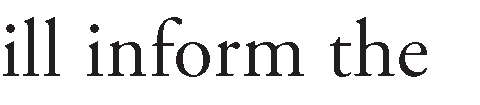 ill inform the